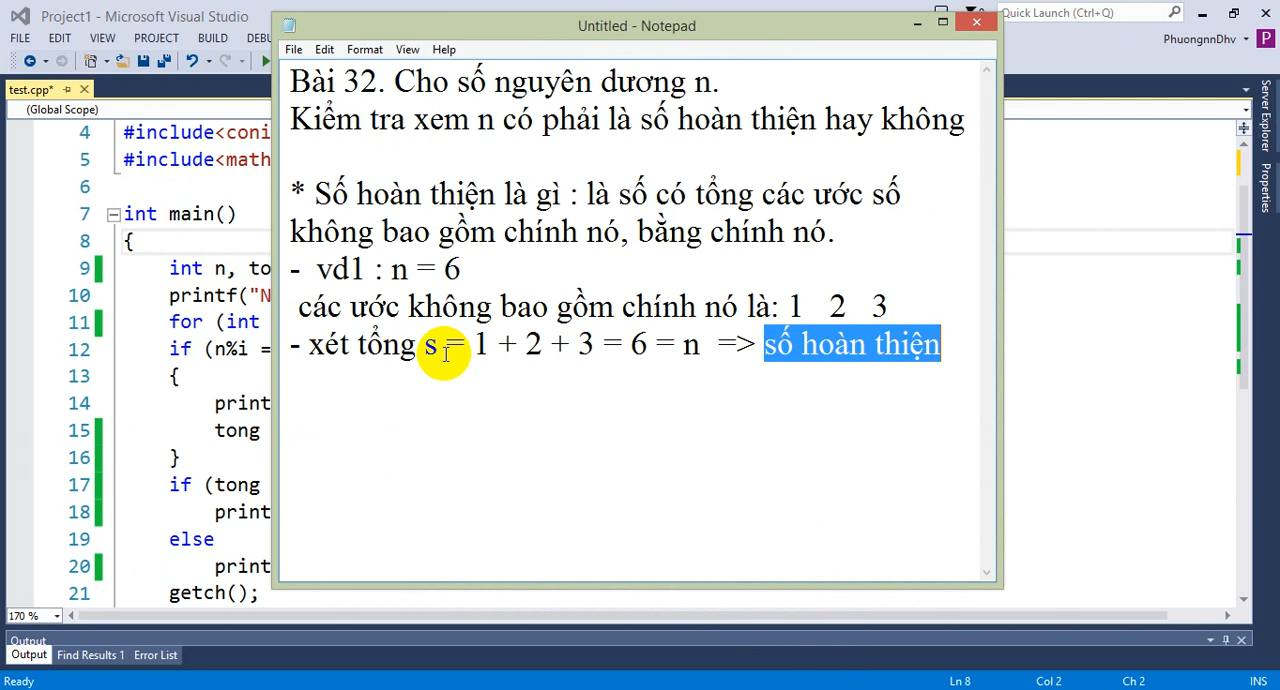 Project1 - Microsoft Visual Studio
Untitled - Notepad
Quick Launch (Ctrl+Q)
FILE EDIT VIEW PROJECT BUILD DEBU
PhuongnnDhv P
File Edit Format View Help
test.cpp*
(Global Scope)
Bài 32. Cho số nguyên dương n.
Kiểm tra xem n có phải là số hoàn thiện hay không
* Số hoàn thiện là gì : là số có tổng các ước số
không bao gồm chính nó, bằng chính nó.
- vd1 : n = 6
các ước không bao gồm chính nó là: 1 2 3
- xét tổng s = 1 + 2 + 3 = 6 = n => số hoàn thiện
4 #include<coni
5 #include<math
6
7 int main()
8 {
9 int n, to
10 printf("N
11 for (int
12 if (n%i =
13 {
14 print
15 tong
16 }
17 if (tong
18 print
19 else
20 print
21 getch();
Server Explorer
Properties
170 %
Output
Output Find Results 1 Error List
Ready Ln 8 Col 2 Ch 2 INS